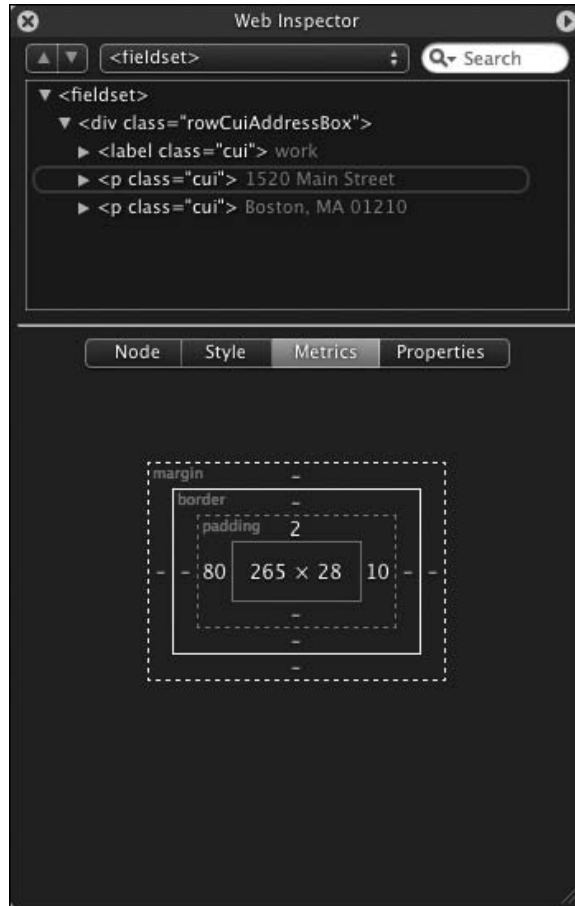 Web Inspector
<fieldset>
Search
▼ <fieldset>
▼ <div class="rowCuiAddressBox">
▶ <label class="cui"> work
▶ <p class="cui"> 1520 Main Street
▶ <p class="cui"> Boston, MA 01210
Node Style Metrics Properties
margin –
border –
padding 2
– – 80 265 × 28 10 – –
–
–
–